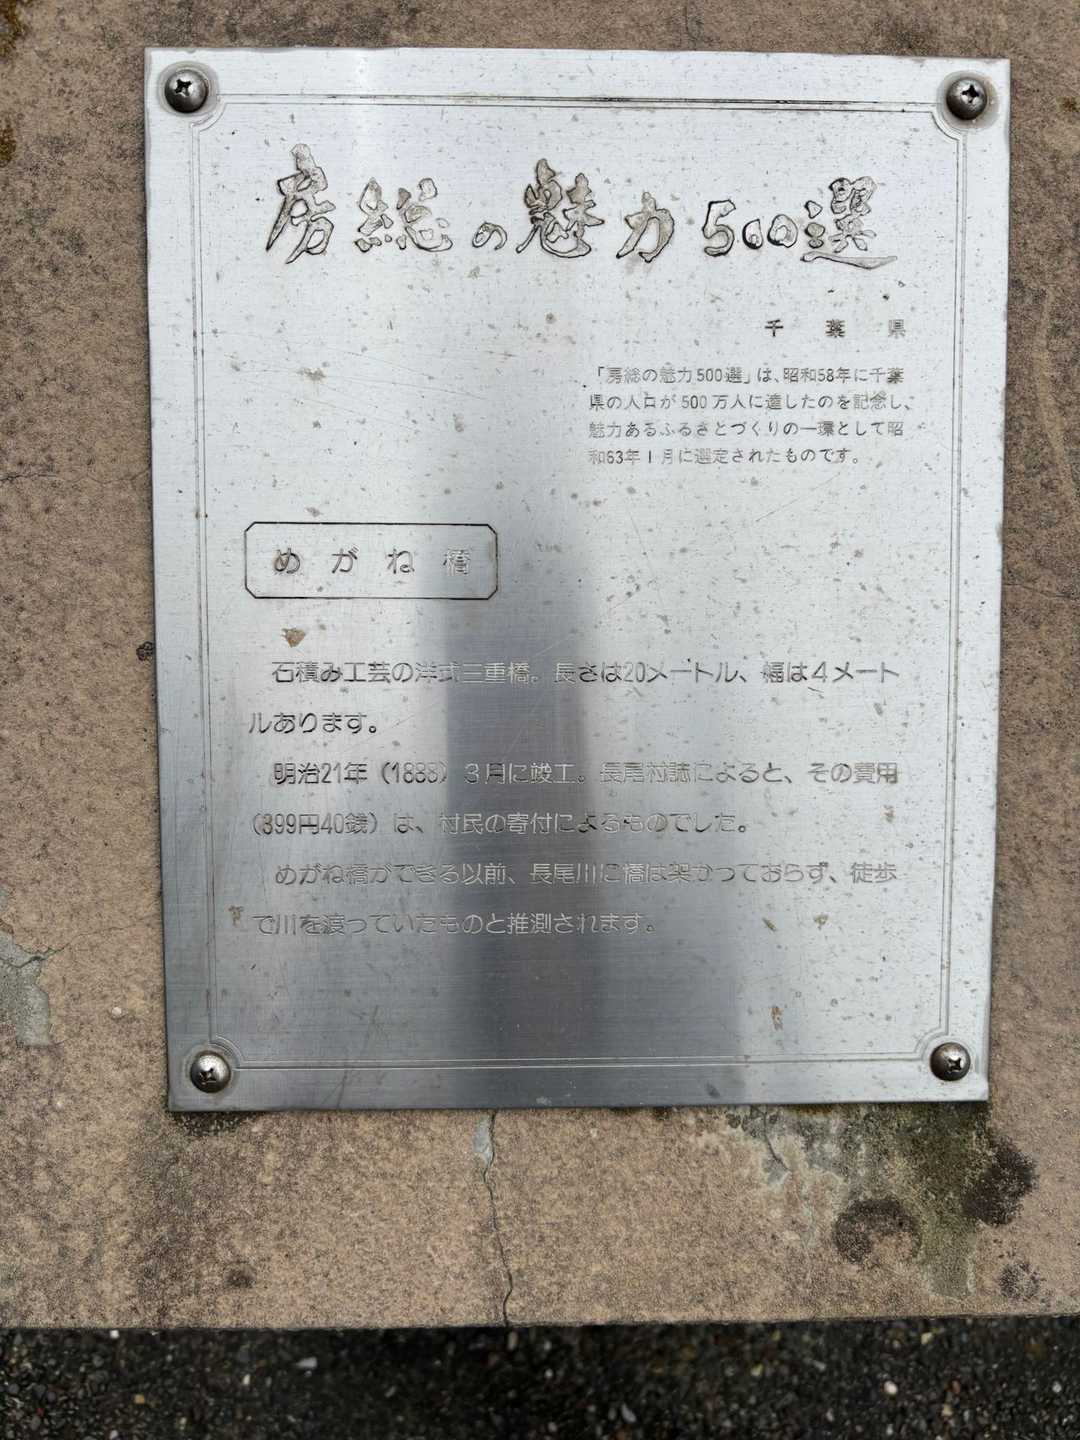 房総の魅力500選
千葉県
「房総の魅力500選」は、昭和58年に千葉
県の人口が500万人に達したのを記念し、
魅力あるふるさとづくりの一環として昭
和63年1月に選定されたものです。
めがね橋
石積み工芸の洋式三重橋。長さは20メートル、幅は4メート
ルあります。
明治21年（1888）3月に竣工。長尾村誌によると、その費用
（399円40銭）は、村民の寄付によるものでした。
めがね橋ができる以前、長尾川に橋は架かっておらず、徒歩
で川を渡っていたものと推測されます。